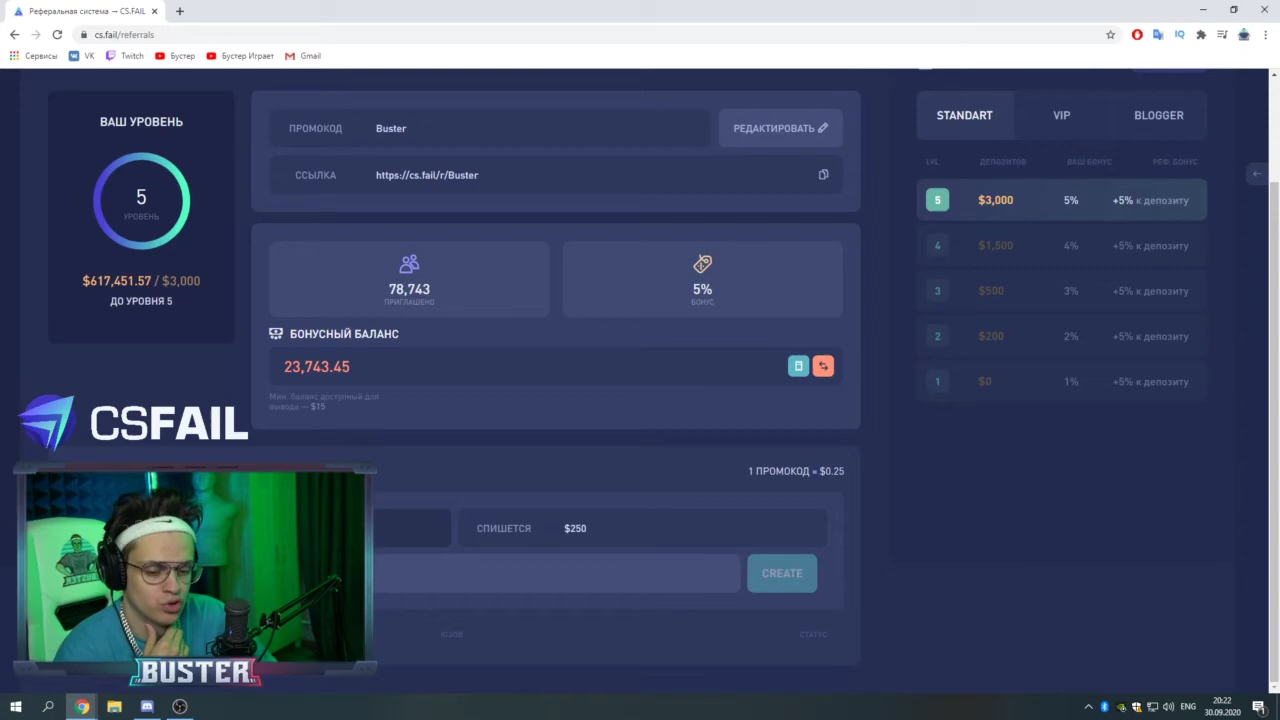 Реферальная система → CS.FAIL
cs.fail/referrals
Сервисы
VK
Twitch
Бустер
Бустер Играет
Gmail
ВАШ УРОВЕНЬ
5
УРОВЕНЬ
$617,451.57 / $3,000
ДО УРОВНЯ 5
ПРОМОКОД Buster
РЕДАКТИРОВАТЬ
ССЫЛКА https://cs.fail/r/Buster
78,743
ПРИГЛАШЕНО
5%
БОНУС
БОНУСНЫЙ БАЛАНС
23,743.45
Мин. баланс доступный для
вывода — $15
1 ПРОМОКОД = $0.25
СПИШЕТСЯ $250
CREATE
ЮЗОВ
СТАТУС
STANDART VIP BLOGGER
LVL ДЕПОЗИТОВ ВАШ БОНУС РЕФ. БОНУС
5 $3,000 5% +5% к депозиту
4 $1,500 4% +5% к депозиту
3 $500 3% +5% к депозиту
2 $200 2% +5% к депозиту
1 $0 1% +5% к депозиту
CSFAIL
BUSTER
ENG
20:22
30.09.2020